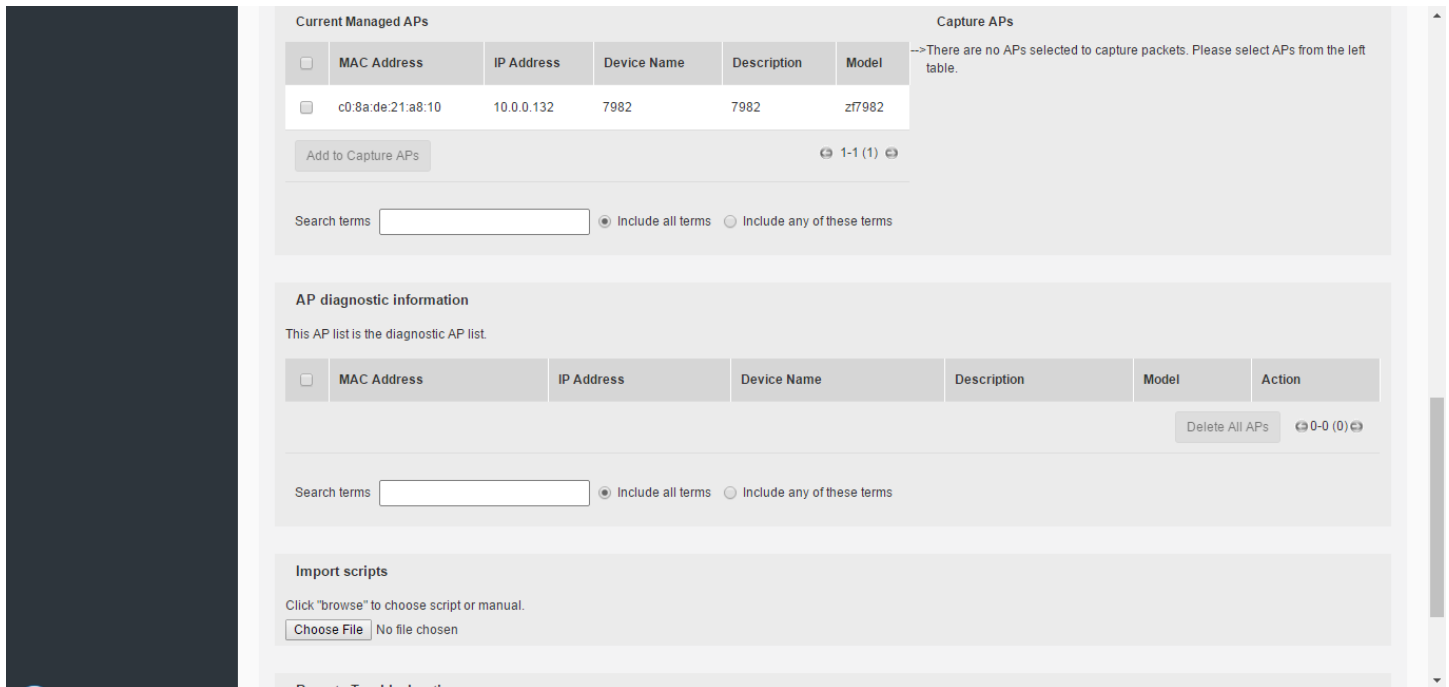 Current Managed APs
Capture APs
MAC Address IP Address Device Name Description Model
-->There are no APs selected to capture packets. Please select APs from the left
table.
c0:8a:de:21:a8:10 10.0.0.132 7982 7982 zf7982
Add to Capture APs 1-1 (1)
Search terms Include all terms Include any of these terms
AP diagnostic information
This AP list is the diagnostic AP list.
MAC Address IP Address Device Name Description Model Action
Delete All APs 0-0 (0)
Search terms Include all terms Include any of these terms
Import scripts
Click "browse" to choose script or manual.
Choose File No file chosen